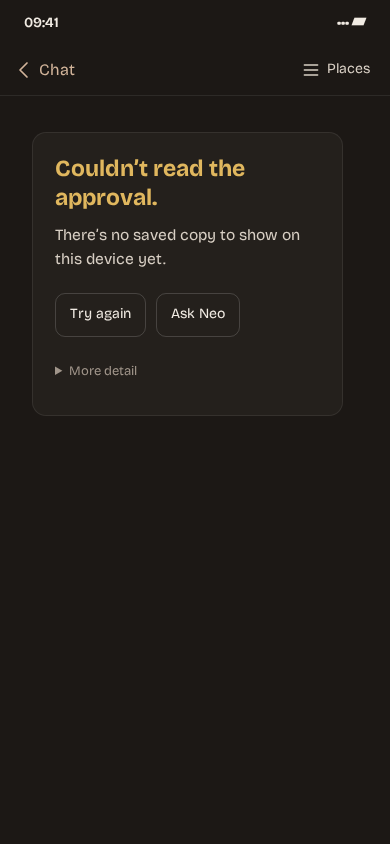 09:41
Chat
Places
Couldn't read the
approval.
There's no saved copy to show on
this device yet.
Try again
Ask Neo
More detail